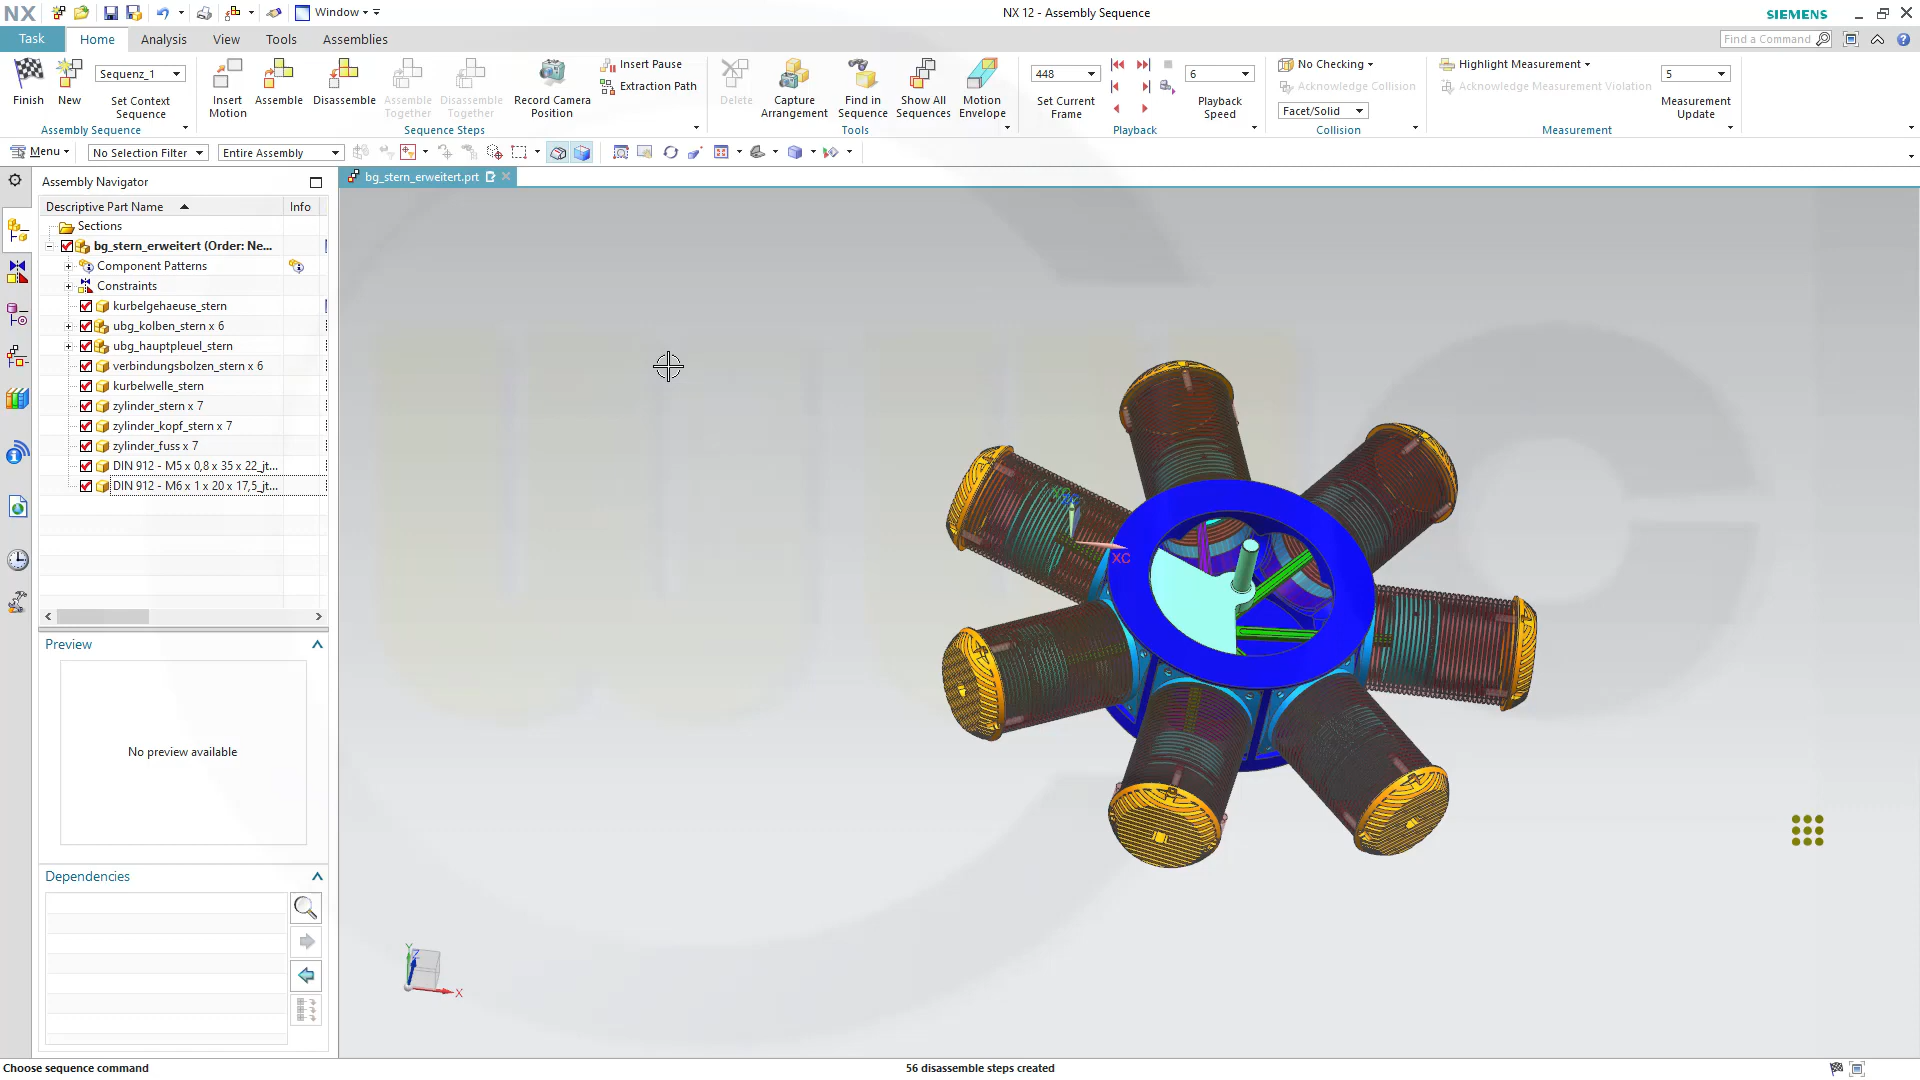 NX
Window
NX 12 - Assembly Sequence
SIEMENS
Task
Home
Analysis
View
Tools
Assemblies
Find a Command
Finish
New
Sequenz_1
Set Context
Sequence
Assembly Sequence
Insert
Motion
Assemble
Disassemble
Assemble
Together
Disassemble
Together
Record Camera
Position
Insert Pause
Extraction Path
Sequence Steps
Delete
Capture
Arrangement
Find in
Sequence
Show All
Sequences
Motion
Envelope
Tools
448
Set Current
Frame
6
Playback
Speed
Playback
No Checking
Acknowledge Collision
Facet/Solid
Collision
Highlight Measurement
Acknowledge Measurement Violation
5
Measurement
Update
Measurement
Menu
No Selection Filter
Entire Assembly
Assembly Navigator
bg_stern_erweitert.prt
Descriptive Part Name
Info
Sections
bg_stern_erweitert (Order: Ne...
Component Patterns
Constraints
kurbelgehaeuse_stern
ubg_kolben_stern x 6
ubg_hauptpleuel_stern
verbindungsbolzen_stern x 6
kurbelwelle_stern
zylinder_stern x 7
zylinder_kopf_stern x 7
zylinder_fuss x 7
DIN 912 - M5 x 0,8 x 35 x 22_jt...
DIN 912 - M6 x 1 x 20 x 17,5_jt...
XC
Preview
No preview available
Dependencies
Y
Z
X
Choose sequence command
56 disassemble steps created